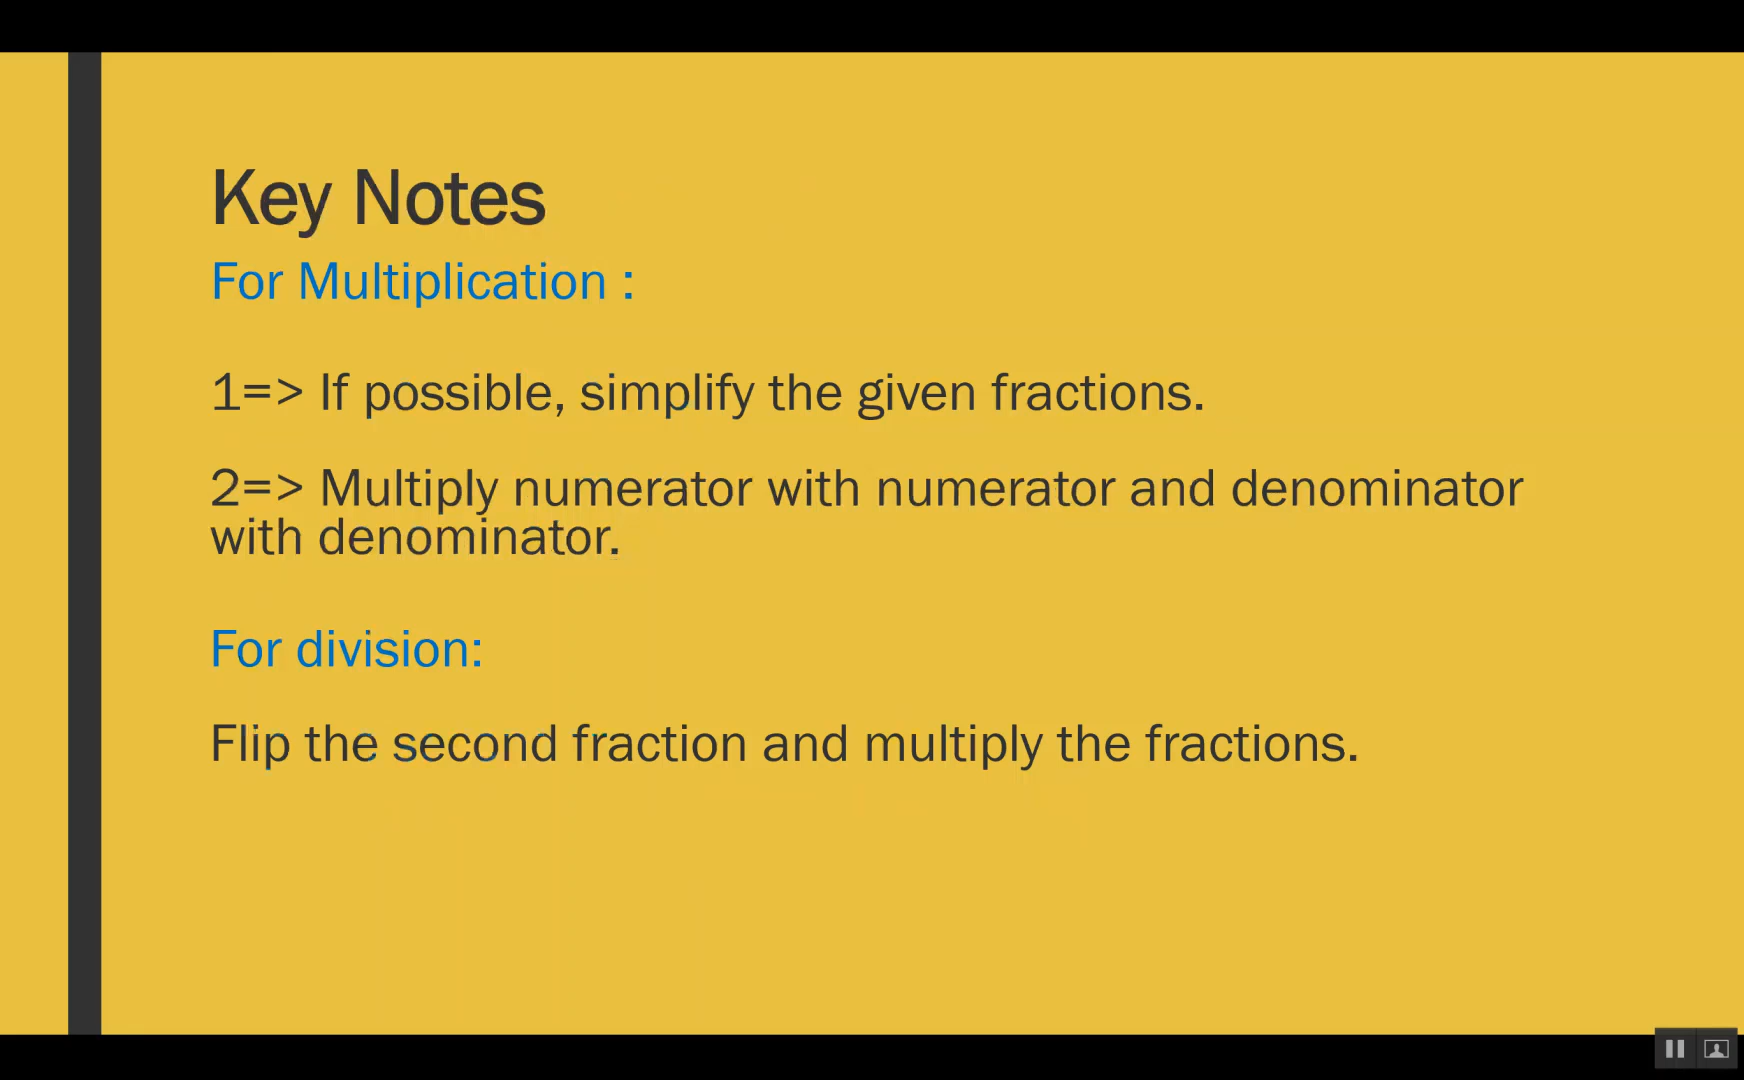 Key Notes
For Multiplication :
1=> If possible, simplify the given fractions.
2=> Multiply numerator with numerator and denominator
with denominator.
For division:
Flip the second fraction and multiply the fractions.